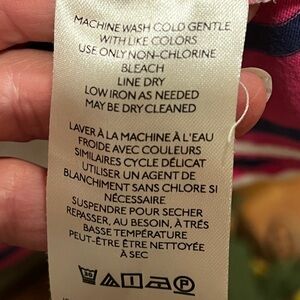 MACHINE WASH COLD GENTLE
WITH LIKE COLORS
USE ONLY NON-CHLORINE
BLEACH
LINE DRY
LOW IRON AS NEEDED
MAY BE DRY CLEANED
LAVER À LA MACHINE À L'EAU
FROIDE AVEC COULEURS
SIMILAIRES CYCLE DÉLICAT
UTILISER UN AGENT DE
BLANCHIMENT SANS CHLORE SI
NÉCESSAIRE
SUSPENDRE POUR SECHER
REPASSER, AU BESOIN, À TRÉS
BASSE TEMPÉRATURE
PEUT-ÊTRE ÊTRE NETTOYÉE
À SEC
P